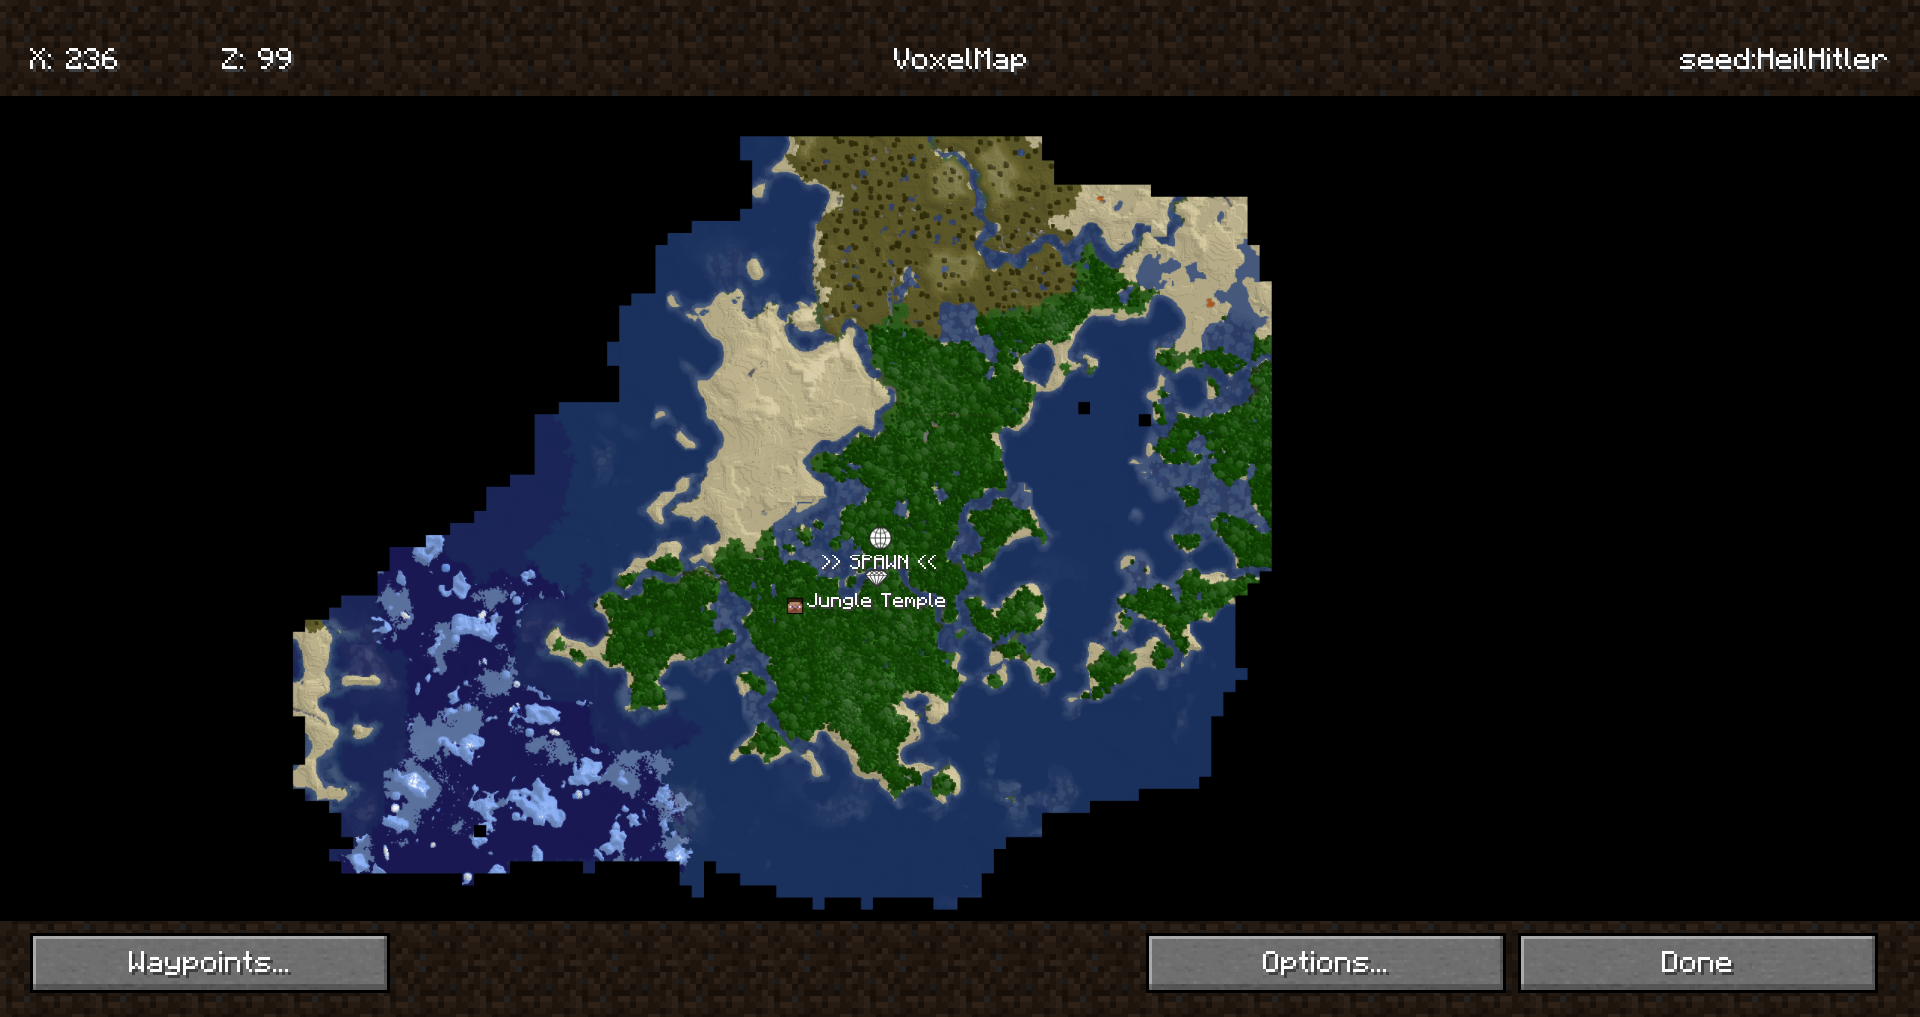 X: 236 Z: 99 VoxelMap seed:HeilHitler
>> SPAWN <<
Jungle Temple
Waypoints... Options... Done